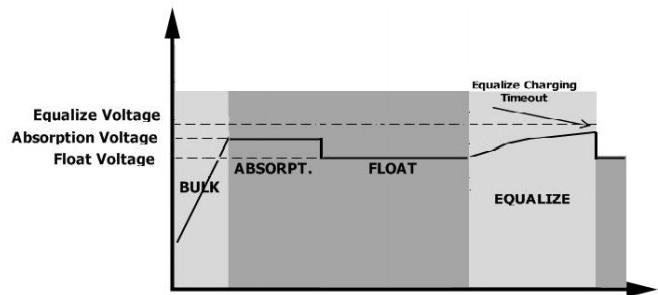 Equalize Charging
Timeout
Equalize Voltage
Absorption Voltage
Float Voltage
BULK
ABSORPT.
FLOAT
EQUALIZE